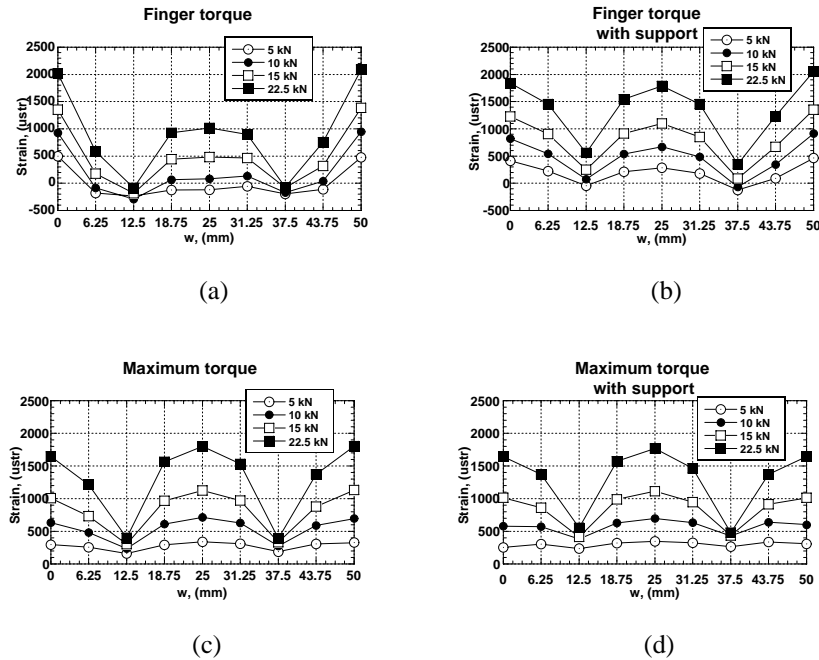 Finger torque
5 kN
10 kN
15 kN
22.5 kN
Strain, (ustr)
2500
2000
1500
1000
500
0
-500
0 6.25 12.5 18.75 25 31.25 37.5 43.75 50
w, (mm)
(a)
Finger torque
with support
5 kN
10 kN
15 kN
22.5 kN
Strain, (ustr)
2500
2000
1500
1000
500
0
-500
0 6.25 12.5 18.75 25 31.25 37.5 43.75 50
w, (mm)
(b)
Maximum torque
5 kN
10 kN
15 kN
22.5 kN
Strain, (ustr)
2500
2000
1500
1000
500
0
0 6.25 12.5 18.75 25 31.25 37.5 43.75 50
w, (mm)
(c)
Maximum torque
with support
5 kN
10 kN
15 kN
22.5 kN
Strain, (ustr)
2500
2000
1500
1000
500
0
0 6.25 12.5 18.75 25 31.25 37.5 43.75 50
w, (mm)
(d)